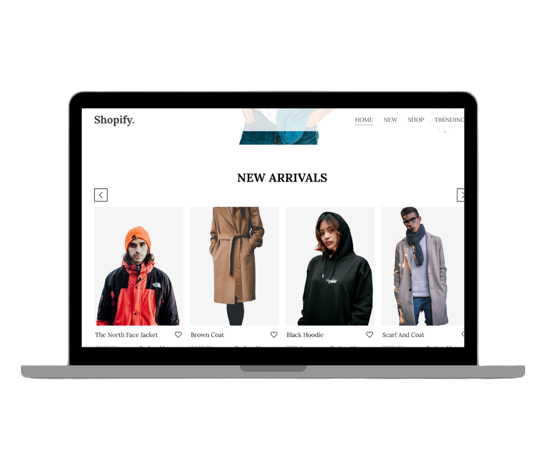 Shopify.
HOME NEW SHOP TRENDING
NEW ARRIVALS
The North Face Jacket
Brown Coat
Black Hoodie
Scarf And Coat